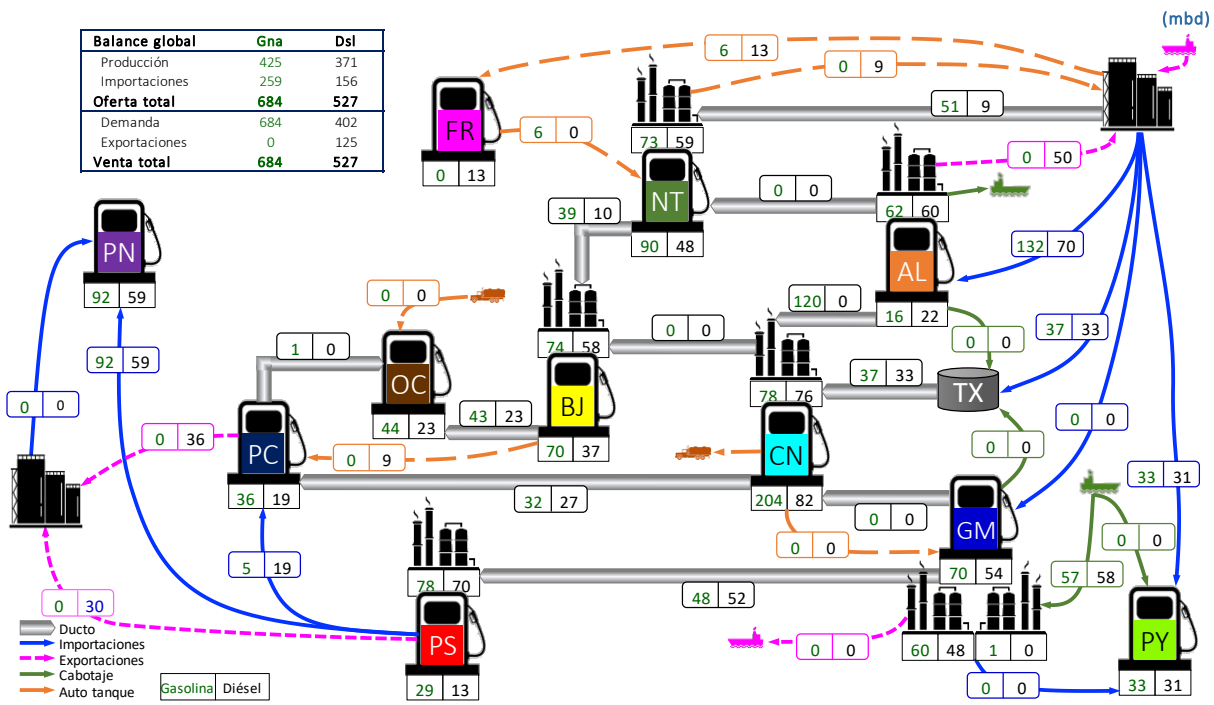 (mbd)
Balance global Gna Dsl
Producción 425 371
Importaciones 259 156
Oferta total 684 527
Demanda 684 402
Exportaciones 0 125
Venta total 684 527
6 13
0 9
51 9
FR
6 0
73 59
0 50
0 13
0 0
NT
62 60
39 10
90 48
PN
AL
132 70
92 59
16 22
0 0
120 0
37 33
0 0
74 58
0 0
1 0
92 59
OC
BJ
78 76
37 33
TX
0 0
0 0
44 23
43 23
0 36
PC
70 37
0 9
CN
0 0
36 19
32 27
204 82
33 31
0 0
GM
0 0
0 0
5 19
78 70
70 54
57 58
48 52
0 30
Ducto
Importaciones
Exportaciones
Cabotaje
Auto tanque
Gasolina Diésel
PS
29 13
0 0
60 48
1 0
0 0
PY
33 31